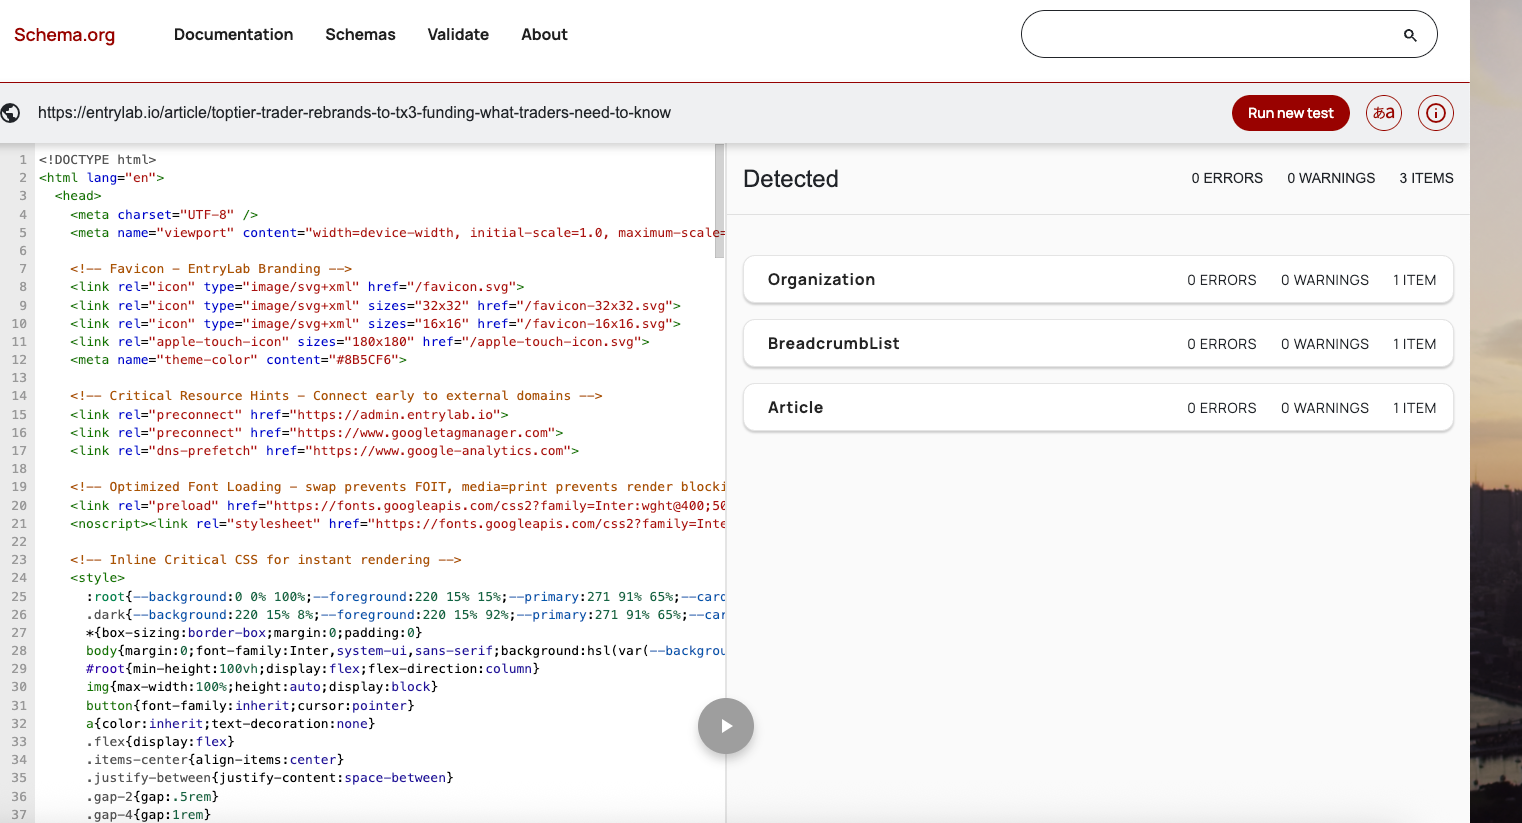 Schema.org Documentation Schemas Validate About
https://entrylab.io/article/toptier-trader-rebrands-to-tx3-funding-what-traders-need-to-know Run new test あa
1 <!DOCTYPE html>
2 <html lang="en">
3 <head>
4 <meta charset="UTF-8" />
5 <meta name="viewport" content="width=device-width, initial-scale=1.0, maximum-scale=
6
7 <!-- Favicon - EntryLab Branding -->
8 <link rel="icon" type="image/svg+xml" href="/favicon.svg">
9 <link rel="icon" type="image/svg+xml" sizes="32x32" href="/favicon-32x32.svg">
10 <link rel="icon" type="image/svg+xml" sizes="16x16" href="/favicon-16x16.svg">
11 <link rel="apple-touch-icon" sizes="180x180" href="/apple-touch-icon.svg">
12 <meta name="theme-color" content="#8B5CF6">
13
14 <!-- Critical Resource Hints - Connect early to external domains -->
15 <link rel="preconnect" href="https://admin.entrylab.io">
16 <link rel="preconnect" href="https://www.googletagmanager.com">
17 <link rel="dns-prefetch" href="https://www.google-analytics.com">
18
19 <!-- Optimized Font Loading - swap prevents FOIT, media=print prevents render blocki
20 <link rel="preload" href="https://fonts.googleapis.com/css2?family=Inter:wght@400;50
21 <noscript><link rel="stylesheet" href="https://fonts.googleapis.com/css2?family=Inte
22
23 <!-- Inline Critical CSS for instant rendering -->
24 <style>
25 :root{--background:0 0% 100%;--foreground:220 15% 15%;--primary:271 91% 65%;--card
26 .dark{--background:220 15% 8%;--foreground:220 15% 92%;--primary:271 91% 65%;--car
27 *{box-sizing:border-box;margin:0;padding:0}
28 body{margin:0;font-family:Inter,system-ui,sans-serif;background:hsl(var(--backgrou
29 #root{min-height:100vh;display:flex;flex-direction:column}
30 img{max-width:100%;height:auto;display:block}
31 button{font-family:inherit;cursor:pointer}
32 a{color:inherit;text-decoration:none}
33 .flex{display:flex}
34 .items-center{align-items:center}
35 .justify-between{justify-content:space-between}
36 .gap-2{gap:.5rem}
37 .gap-4{gap:1rem}
Detected 0 ERRORS 0 WARNINGS 3 ITEMS
Organization 0 ERRORS 0 WARNINGS 1 ITEM
BreadcrumbList 0 ERRORS 0 WARNINGS 1 ITEM
Article 0 ERRORS 0 WARNINGS 1 ITEM